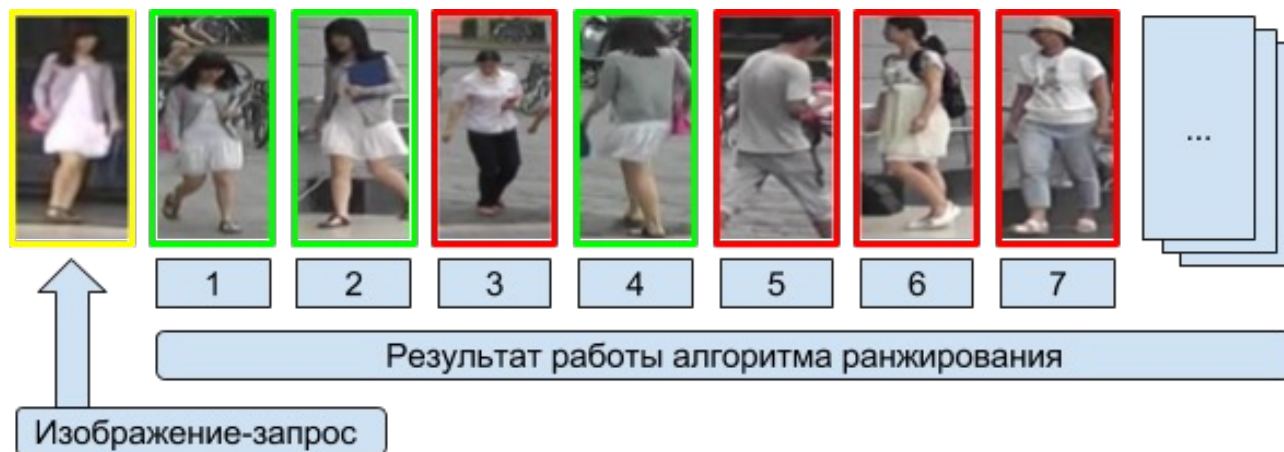 ...
1 2 3 4 5 6 7
Результат работы алгоритма ранжирования
Изображение-запрос